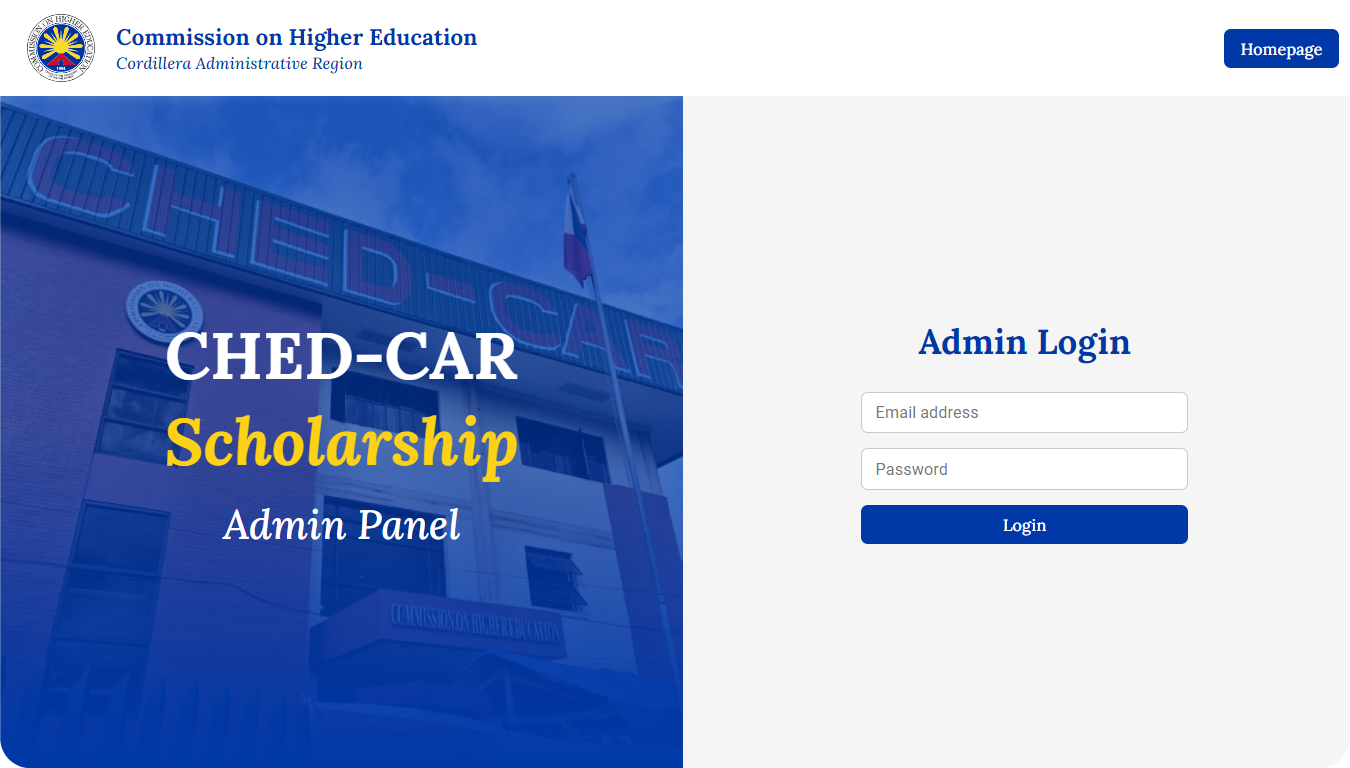 Commission on Higher Education
Cordillera Administrative Region
Homepage
CHED-CAR
CHED-CAR
Scholarship
Admin Panel
COMMISSION ON HIGHER EDUCATION
Admin Login
Email address
Password
Login